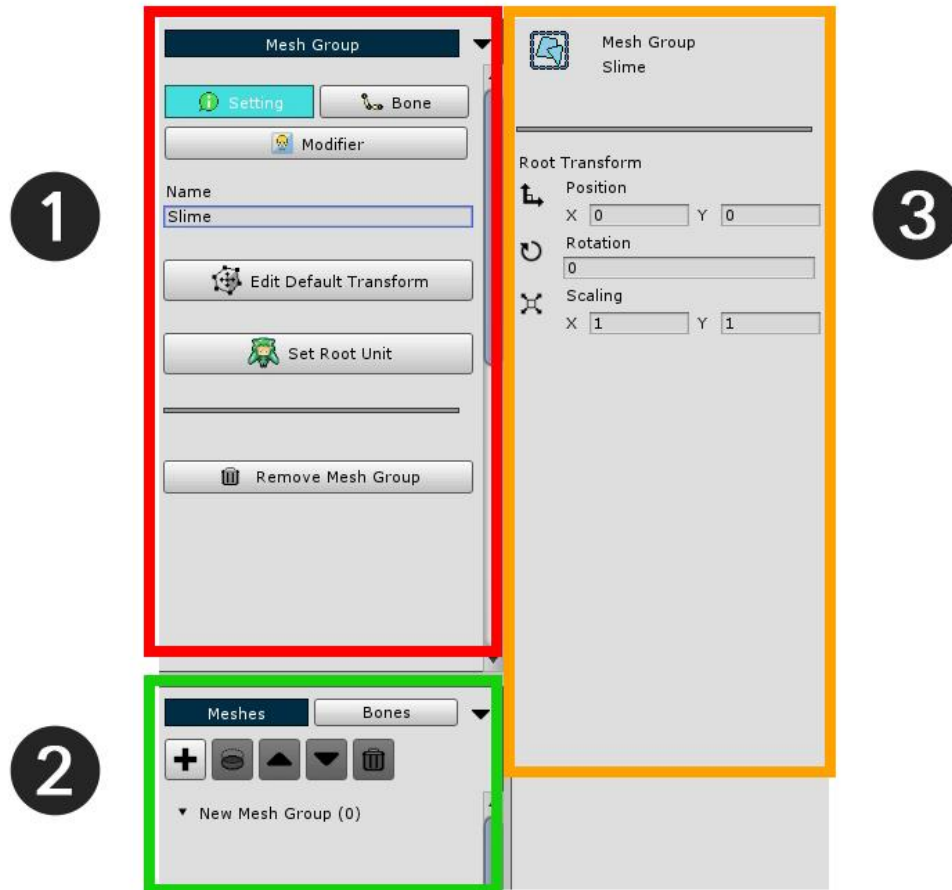 1
Mesh Group
Setting
Bone
Modifier
Name
Slime
Edit Default Transform
Set Root Unit
Remove Mesh Group
2
Meshes
Bones
New Mesh Group (0)
Mesh Group
Slime
Root Transform
Position
X 0 Y 0
Rotation
0
Scaling
X 1 Y 1
3